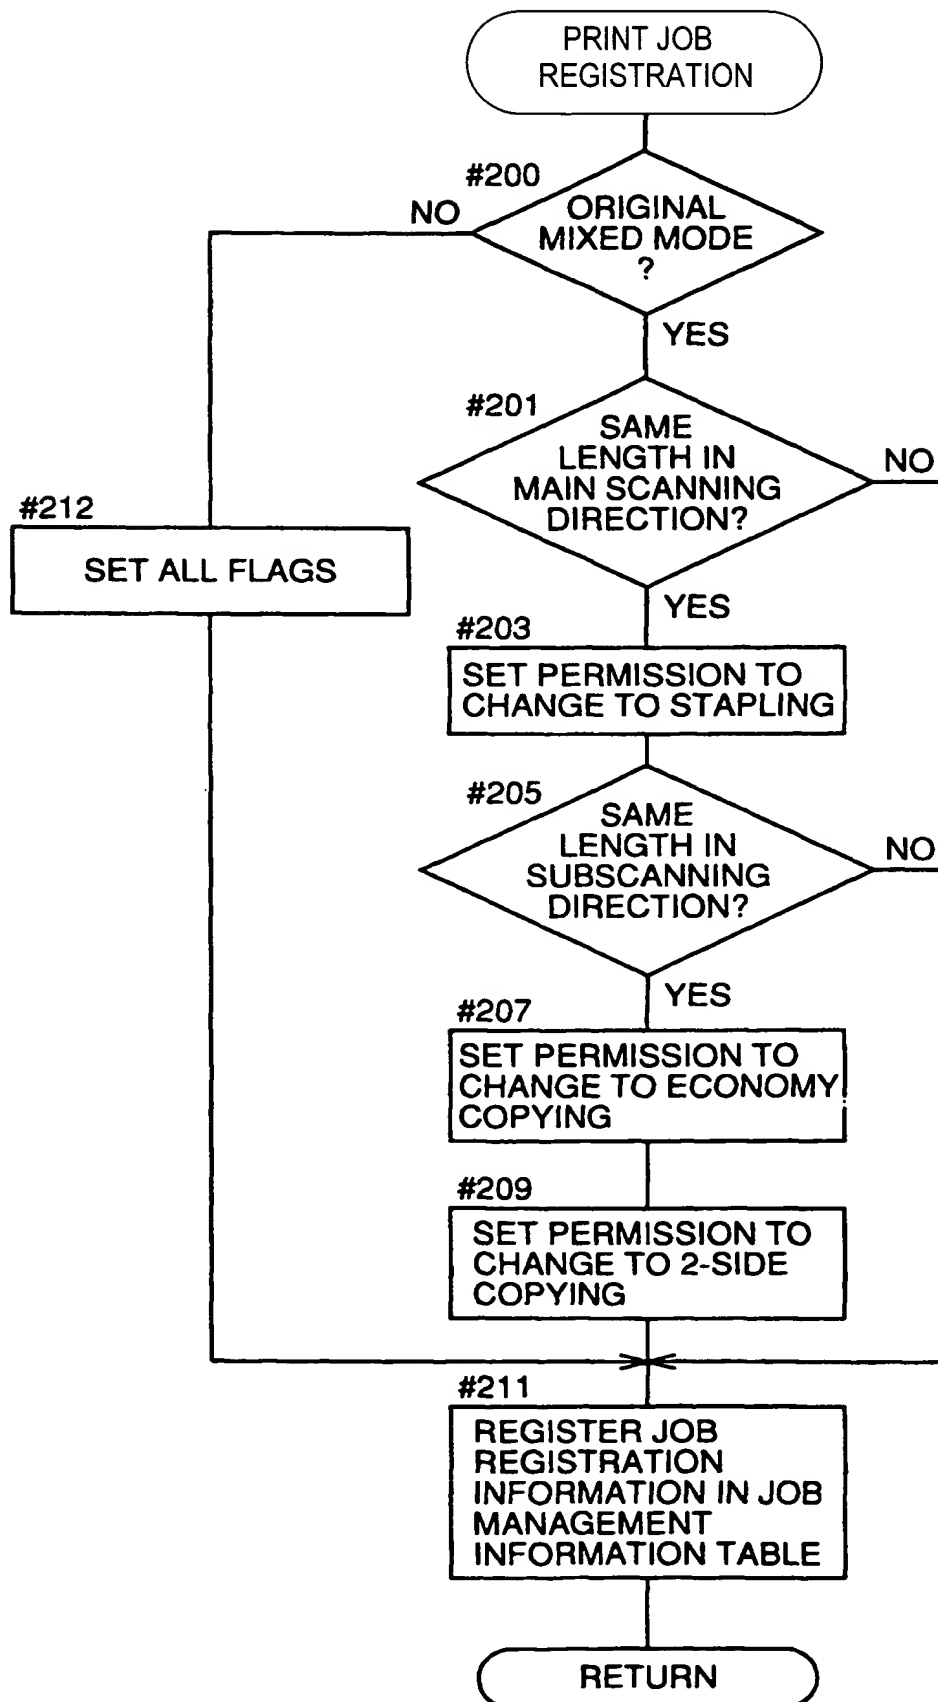 PRINT JOB
REGISTRATION
#200
NO
ORIGINAL
MIXED MODE
?
YES
#201
SAME
LENGTH IN
MAIN SCANNING
DIRECTION?
NO
#212
SET ALL FLAGS
YES
#203
SET PERMISSION TO
CHANGE TO STAPLING
#205
SAME
LENGTH IN
SUBSCANNING
DIRECTION?
NO
YES
#207
SET PERMISSION TO
CHANGE TO ECONOMY
COPYING
#209
SET PERMISSION TO
CHANGE TO 2-SIDE
COPYING
#211
REGISTER JOB
REGISTRATION
INFORMATION IN JOB
MANAGEMENT
INFORMATION TABLE
RETURN